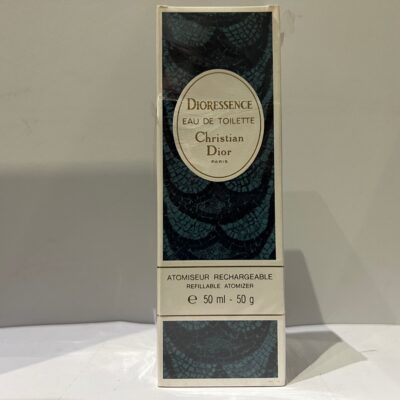 DIORESSENCE
EAU DE TOILETTE
Christian
Dior
PARIS
ATOMISEUR RECHARGEABLE
REFILLABLE ATOMIZER
℮ 50 ml - 50 g